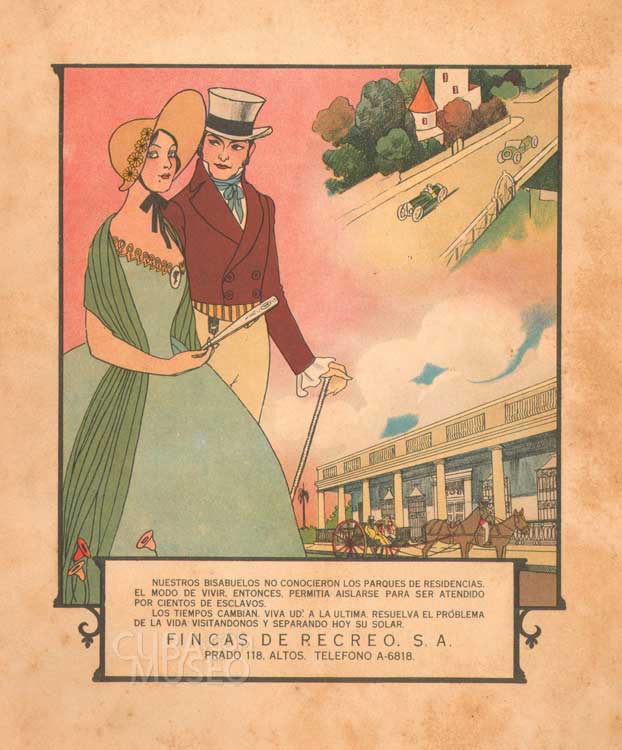 NUESTROS BISABUELOS NO CONOCIERON LOS PARQUES DE RESIDENCIAS.
EL MODO DE VIVIR, ENTONCES, PERMITIA AISLARSE PARA SER ATENDIDO
POR CIENTOS DE ESCLAVOS.
LOS TIEMPOS CAMBIAN. VIVA UD. A LA ULTIMA. RESUELVA EL PROBLEMA
DE LA VIDA VISITANDONOS Y SEPARANDO HOY SU SOLAR.
FINCAS DE RECREO. S. A.
PRADO 118, ALTOS. TELEFONO A-6818.
CUBA
MUSEO